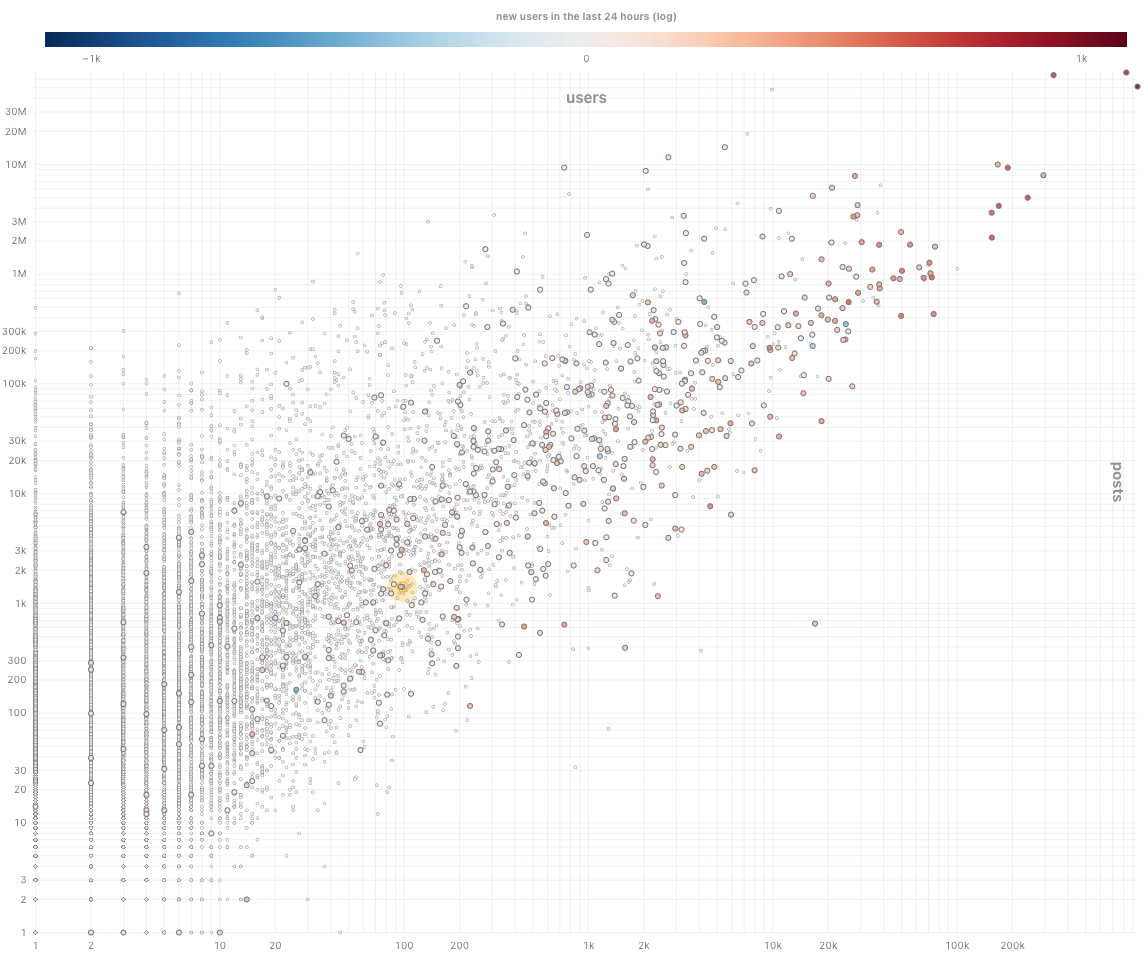 new users in the last 24 hours (log)
−1k 0 1k
users
30M
20M
10M
3M
2M
1M
300k
200k
100k
30k
20k
posts
10k
3k
2k
1k
300
200
100
30
20
10
3
2
1
1 2 10 20 100 200 1k 2k 10k 20k 100k 200k